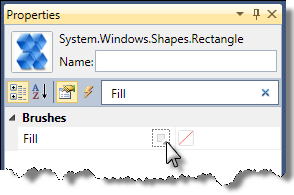 Properties
System.Windows.Shapes.Rectangle
Name:
Fill
Brushes
Fill